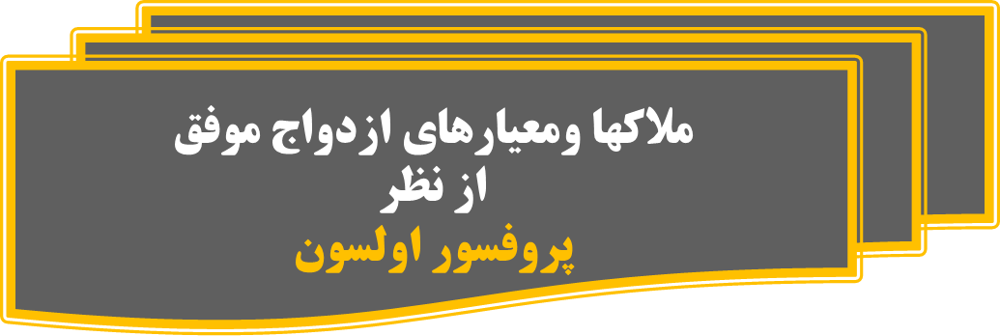 ملاکها ومعیارهای ازدواج موفق
از نظر
پروفسور اولسون